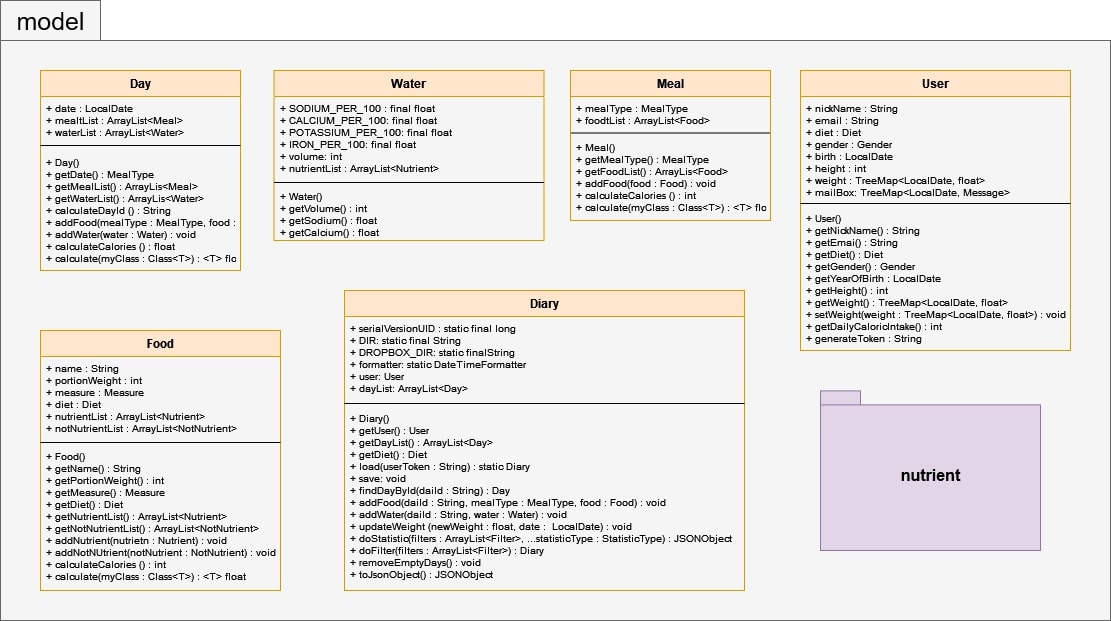 model
Day
+ date : LocalDate
+ mealtList : ArrayList<Meal>
+ waterList : ArrayList<Water>
+ Day()
+ getDate() : MealType
+ getMealList() : ArrayLis<Meal>
+ getWaterList() : ArryList<Water>
+ calculateDayId () : String
+ addFood(mealType : MealType, food :
+ addWater(water : Water) : void
+ calculateCalories () : float
+ calculate(myClass : Class<T>) : <T> flo
Water
+ SODIUM_PER_100 : final float
+ CALCIUM_PER_100: final float
+ POTASSIUM_PER_100: final float
+ IRON_PER_100: final float
+ volume: int
+ nutrientList : ArrayList<Nutrient>
+ Water()
+ getVolume() : int
+ getSodium() : float
+ getCalcium() : float
Meal
+ mealType : MealType
+ foodtList : ArrayList<Food>
+ Meal()
+ getMealType() : MealType
+ getFoodList() : ArrayLis<Food>
+ addFood(food : Food) : void
+ calculateCalories () : int
+ calculate(myClass : Class<T>) : <T> flo
User
+ nickName : String
+ email : String
+ diet : Diet
+ gender : Gender
+ birth : LocalDate
+ height : int
+ weight : TreeMap<LocalDate, float>
+ mailBox: TreeMap<LocalDate, Message>
+ User()
+ getNickName() : String
+ getEmai() : String
+ getDiet() : Diet
+ getGender() : Gender
+ getYearOfBirth : LocalDate
+ getHeight() : int
+ getWeight() : TreeMap<LocalDate, float>
+ setWeight(weight : TreeMap<LocalDate, float>) : void
+ getDailyCaloricIntake() : int
+ generateToken : String
Food
+ name : String
+ portionWeight : int
+ measure : Measure
+ diet : Diet
+ nutrientList : ArrayList<Nutrient>
+ notNutrientList : ArrayList<NotNutrient>
+ Food()
+ getName() : String
+ getPortionWeight() : int
+ getMeasure() : Measure
+ getDiet() : Diet
+ getNutrientList() : ArrayList<Nutrient>
+ getNotNutrientList() : ArrayList<NotNutrient>
+ addNutrient(nutrietn : Nutrient) : void
+ addNotNUtrient(notNutrient : NotNutrient) : void
+ calculateCalories () : int
+ calculate(myClass : Class<T>) : <T> float
Diary
+ serialVersionUID : static final long
+ DIR: static final String
+ DROPBOX_DIR: static finalString
+ formatter: static DateTimeFormatter
+ user: User
+ dayList: ArrayList<Day>
+ Diary()
+ getUser() : User
+ getDayList() : ArrayList<Day>
+ getDiet() : Diet
+ load(userToken : String) : static Diary
+ save: void
+ findDayById(daiId : String) : Day
+ addFood(daiId : String, mealType : MealType, food : Food) : void
+ addWater(daiId : String, water : Water) : void
+ updateWeight (newWeight : float, date :  LocalDate) : void
+ doStatistic(filters : ArrayList<Filter>, ...statisticType : StatisticType) : JSONObject
+ doFilter(filters : ArrayList<Filter>) : Diary
+ removeEmptyDays() : void
+ toJsonObject() : JSONObject
nutrient